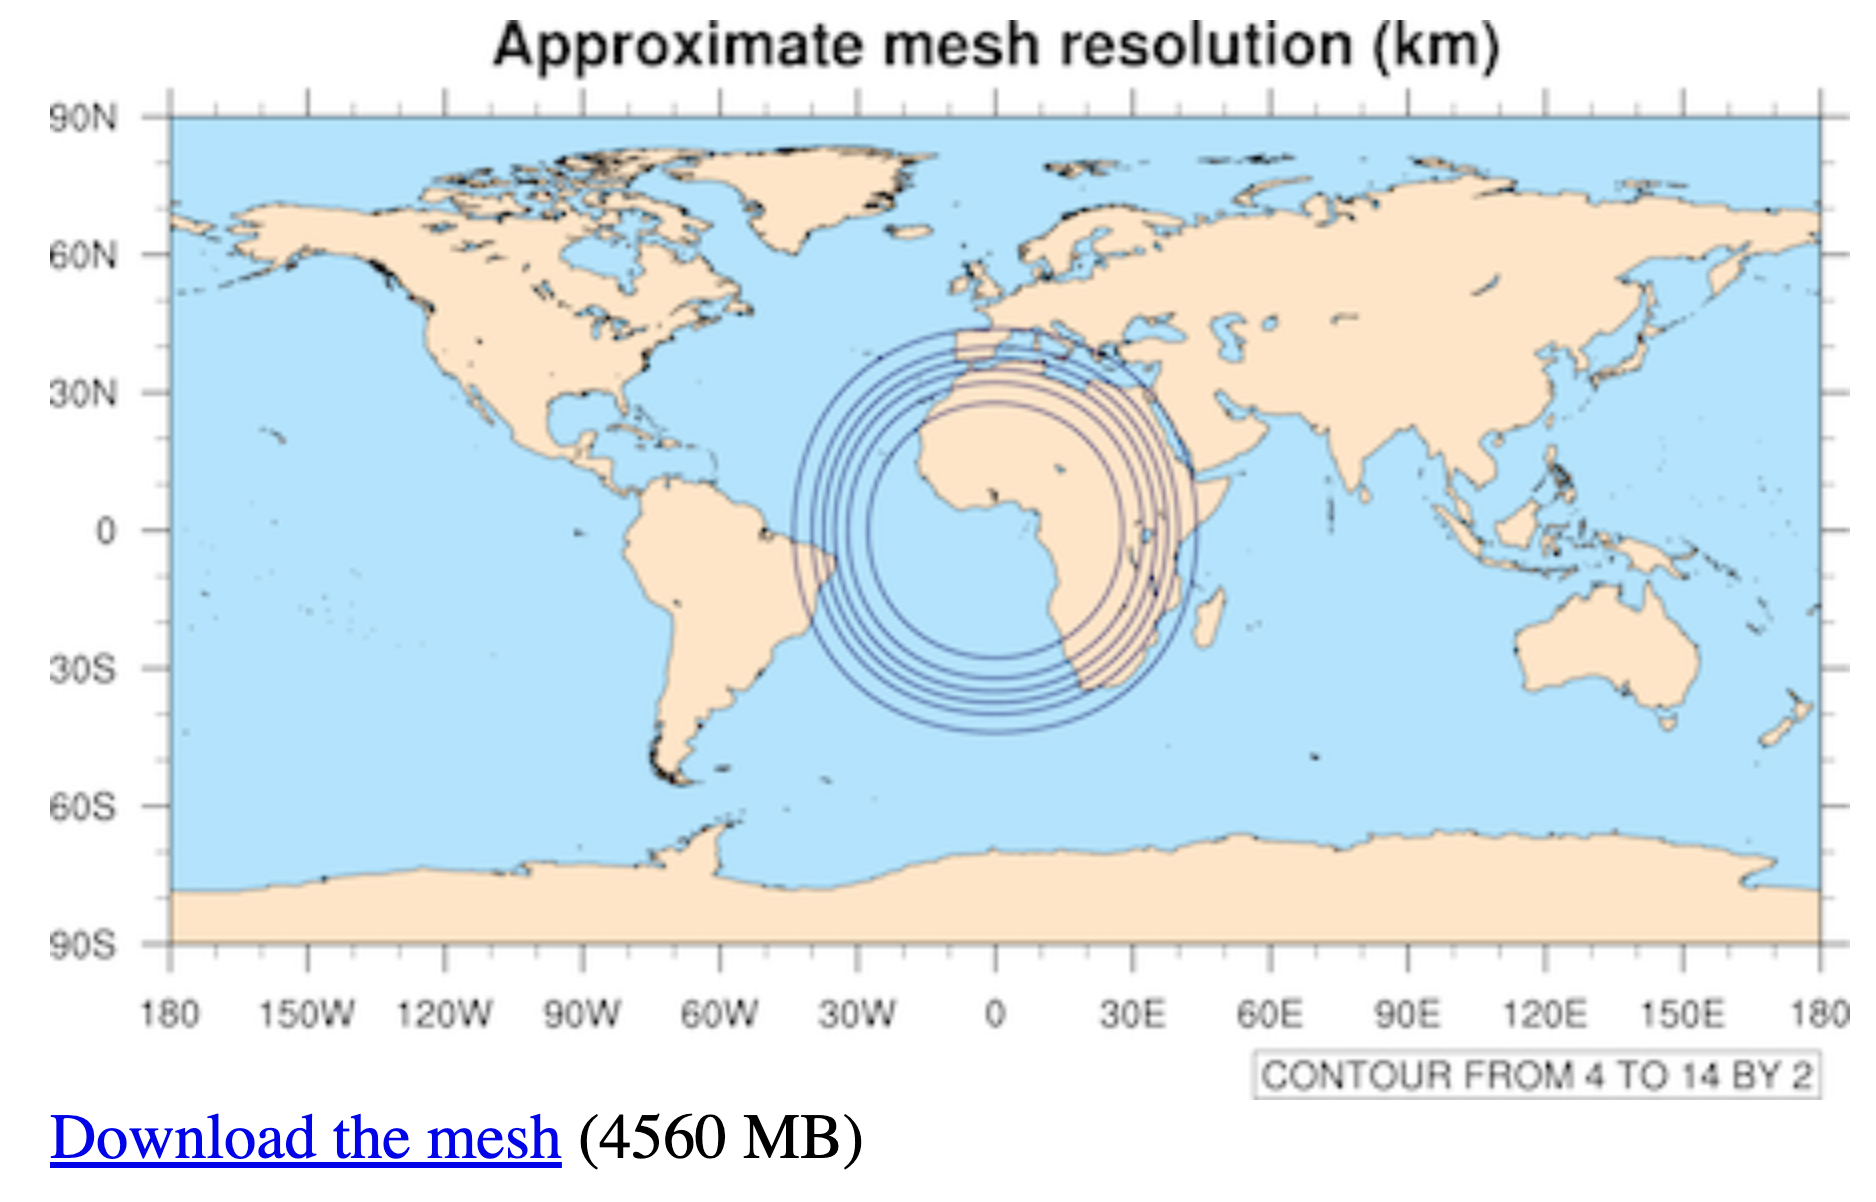 Approximate mesh resolution (km)
90N
60N
30N
0
30S
60S
90S
180 150W 120W 90W 60W 30W 0 30E 60E 90E 120E 150E 180
CONTOUR FROM 4 TO 14 BY 2
Download the mesh (4560 MB)